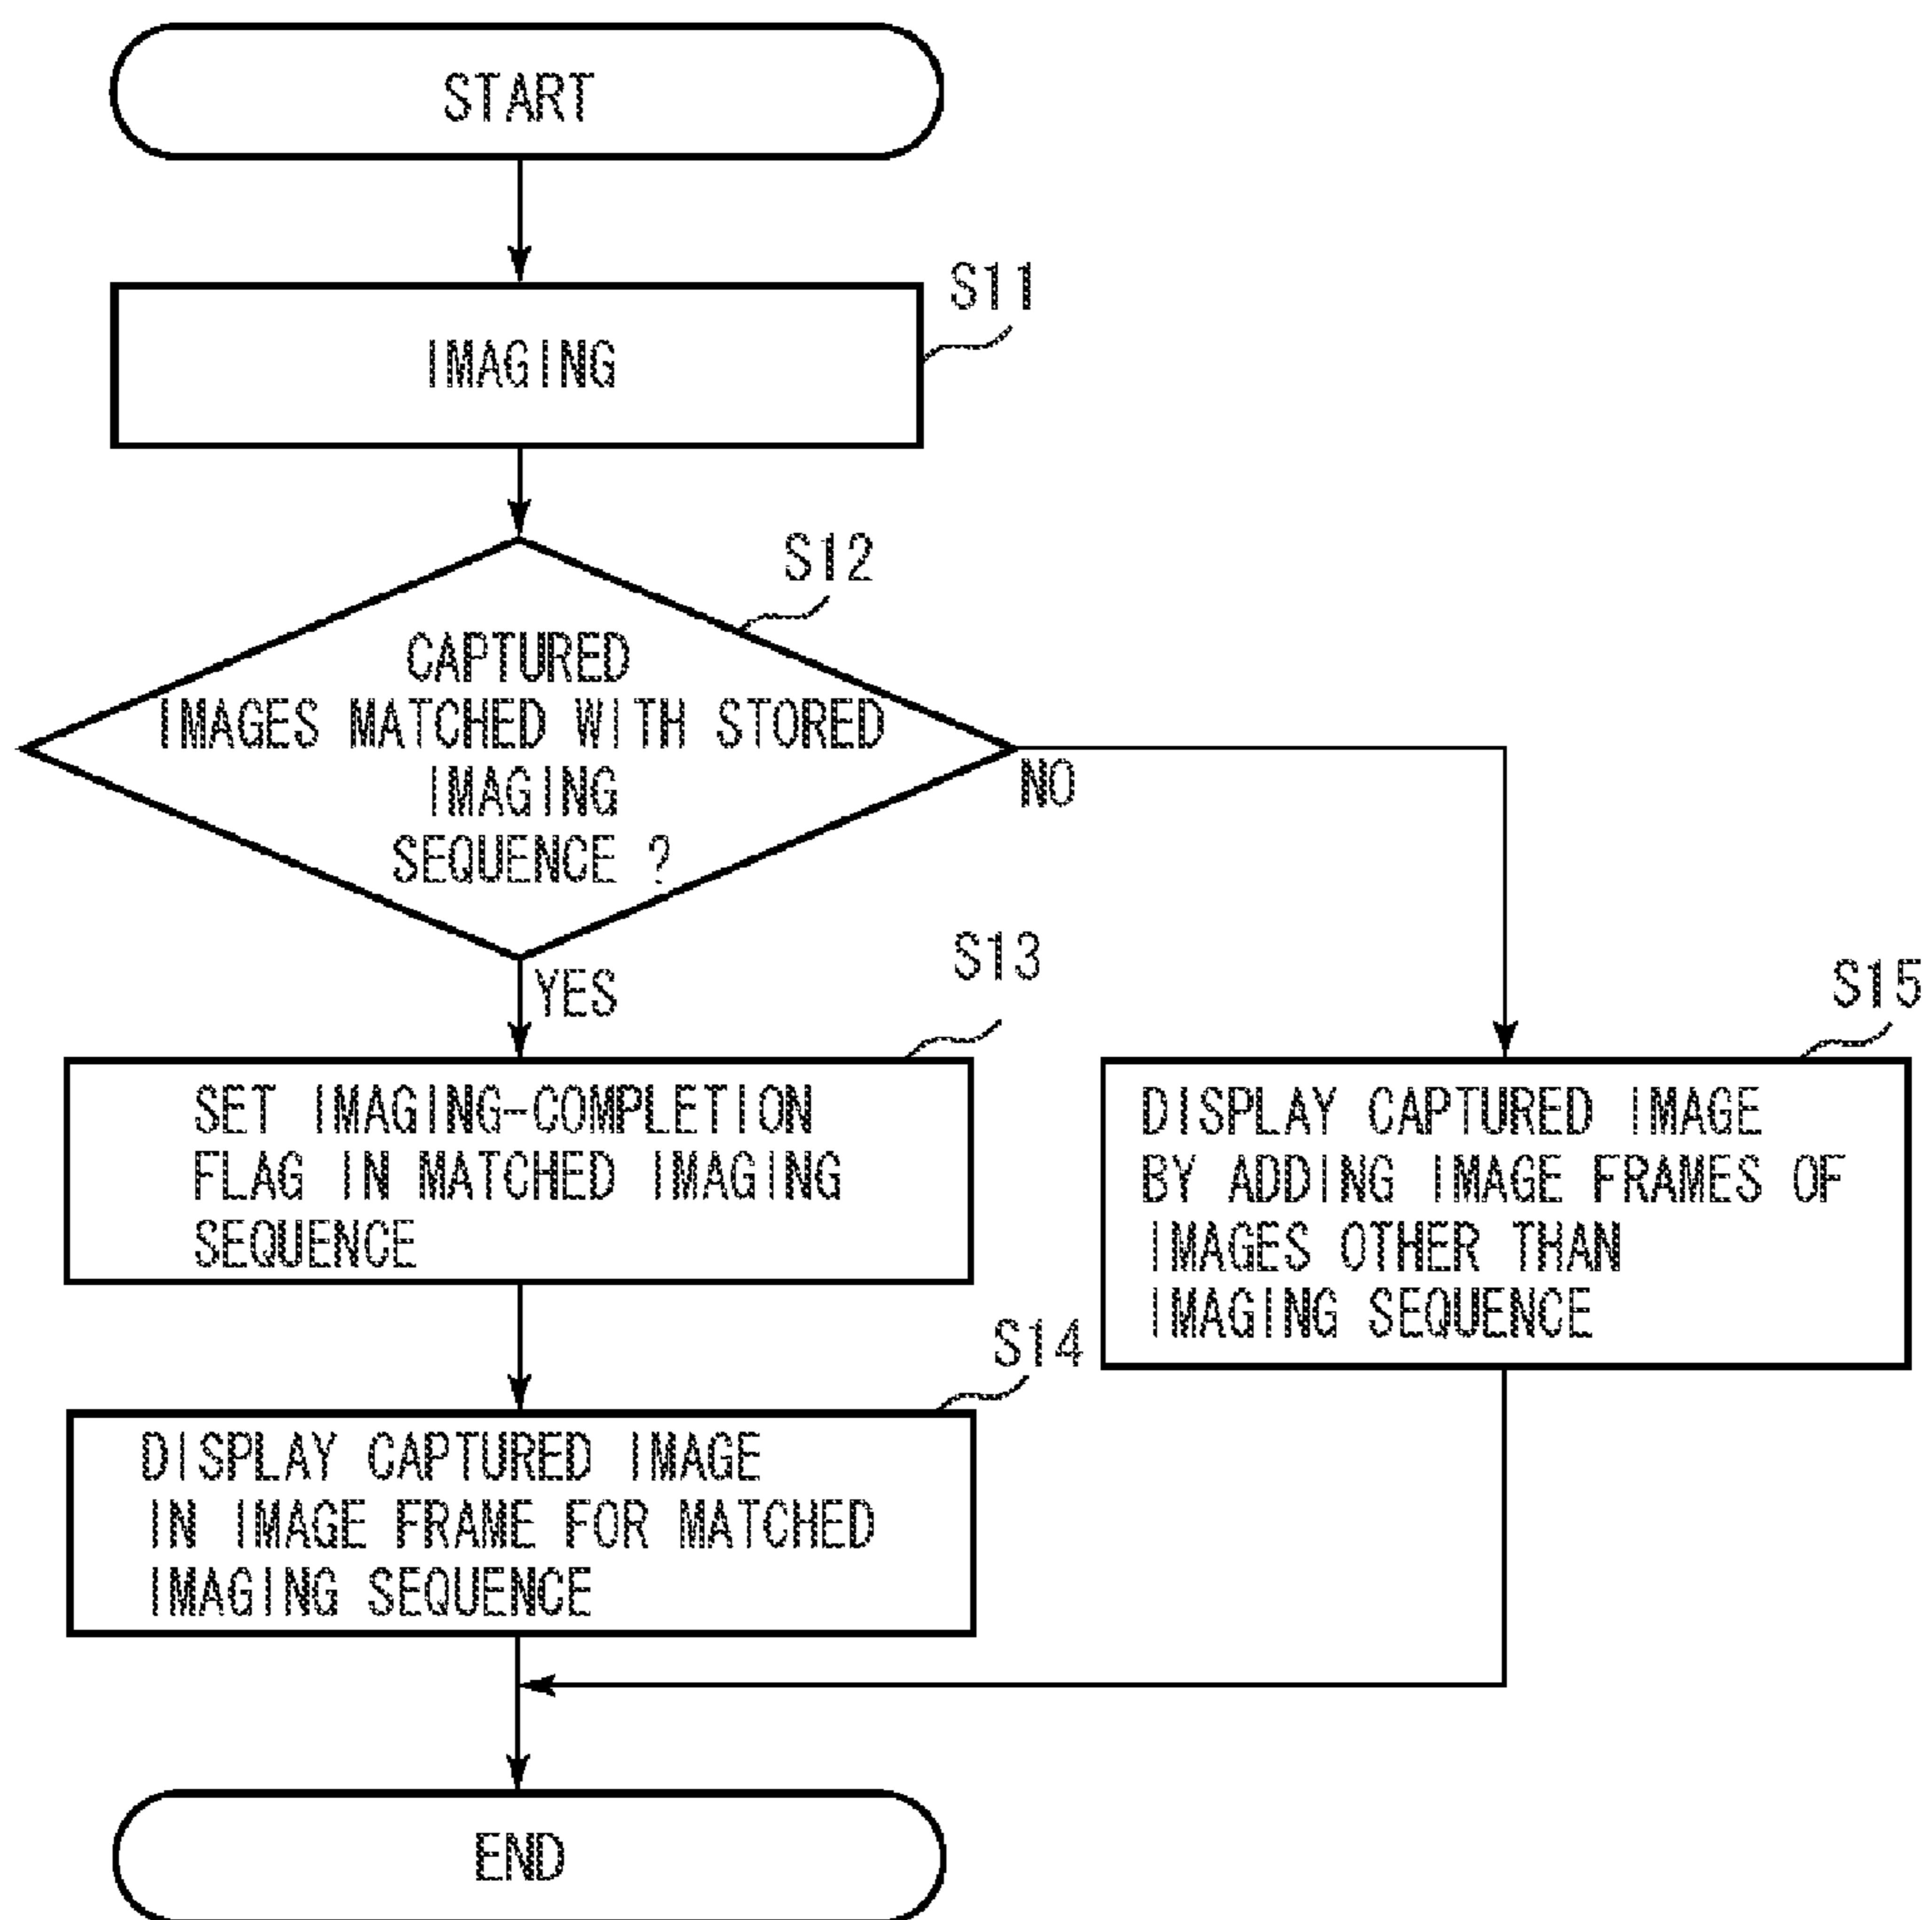 START
S11
IMAGING
S12
CAPTURED
IMAGES MATCHED WITH STORED
IMAGING
SEQUENCE ?
NO
YES
S13
SET IMAGING-COMPLETION
FLAG IN MATCHED IMAGING
SEQUENCE
S15
DISPLAY CAPTURED IMAGE
BY ADDING IMAGE FRAMES OF
IMAGES OTHER THAN
IMAGING SEQUENCE
S14
DISPLAY CAPTURED IMAGE
IN IMAGE FRAME FOR MATCHED
IMAGING SEQUENCE
END